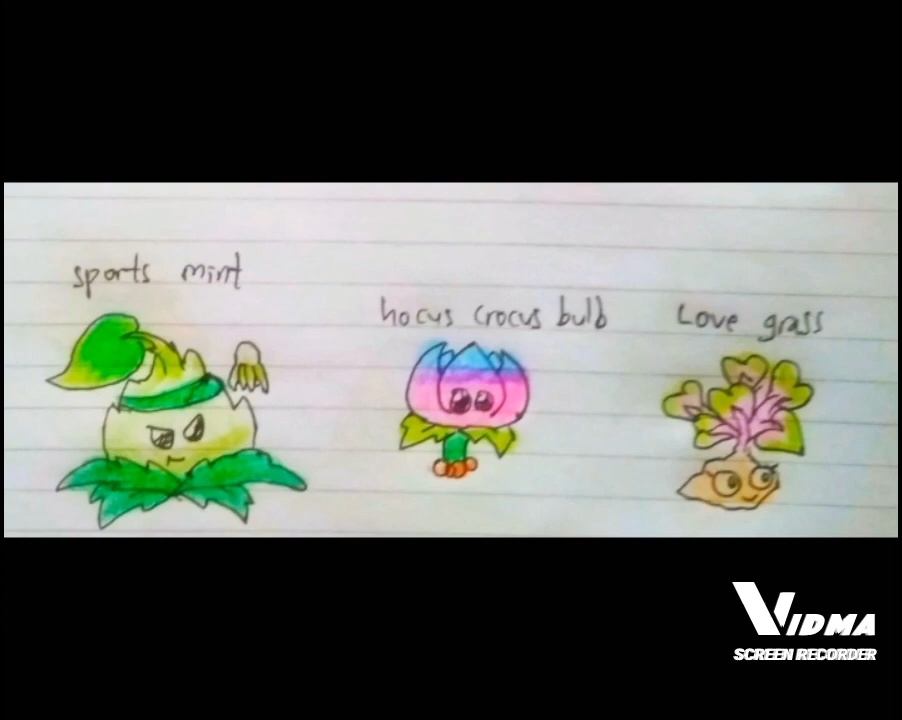 sports mint
hocus crocus bulb
Love grass
VIDMA
SCREEN RECORDER